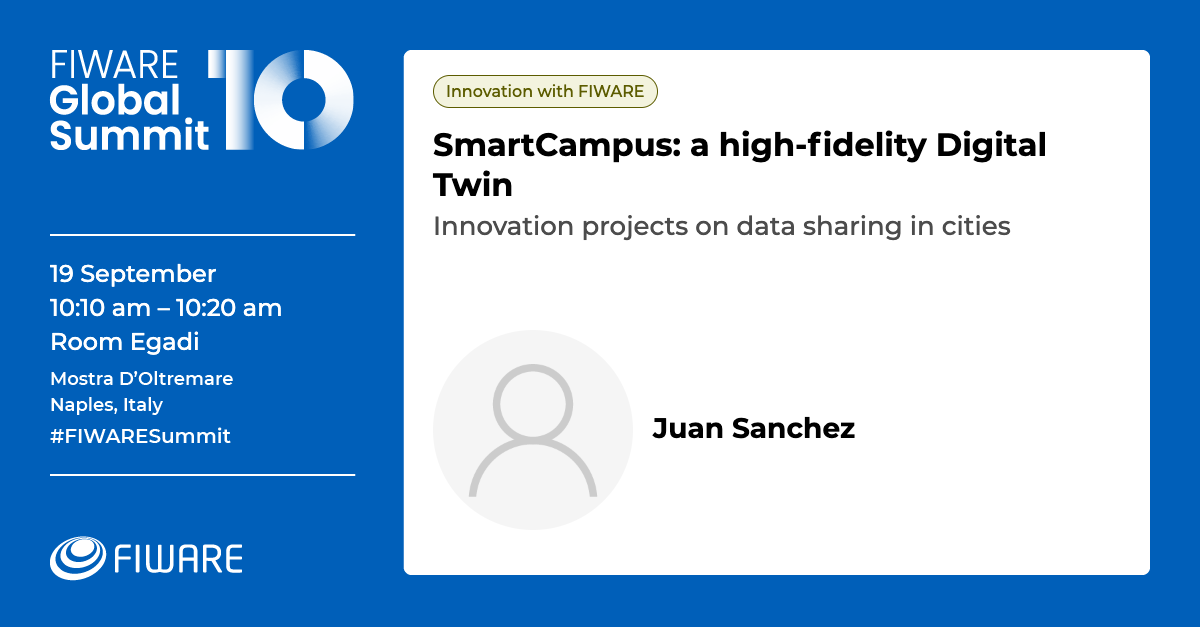 FIWARE
Global
Summit
10
19 September
10:10 am – 10:20 am
Room Egadi
Mostra D’Oltremare
Naples, Italy
#FIWARESummit
FIWARE
Innovation with FIWARE
SmartCampus: a high-fidelity Digital
Twin
Innovation projects on data sharing in cities
Juan Sanchez